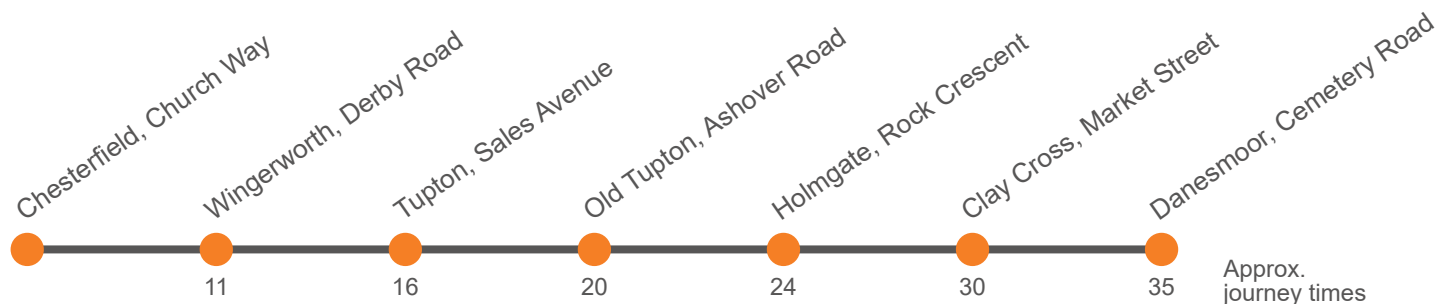 Chesterfield, Church Way
Wingerworth, Derby Road
Tupton, Sales Avenue
Old Tupton, Ashover Road
Holmgate, Rock Crescent
Clay Cross, Market Street
Danesmoor, Cemetery Road
11
16
20
24
30
35
Approx.
journey times